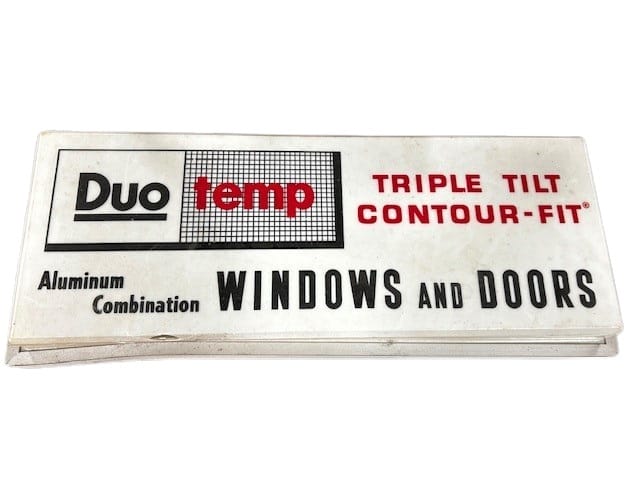 Duo temp
TRIPLE TILT
CONTOUR-FIT®
Aluminum
Combination
WINDOWS AND DOORS